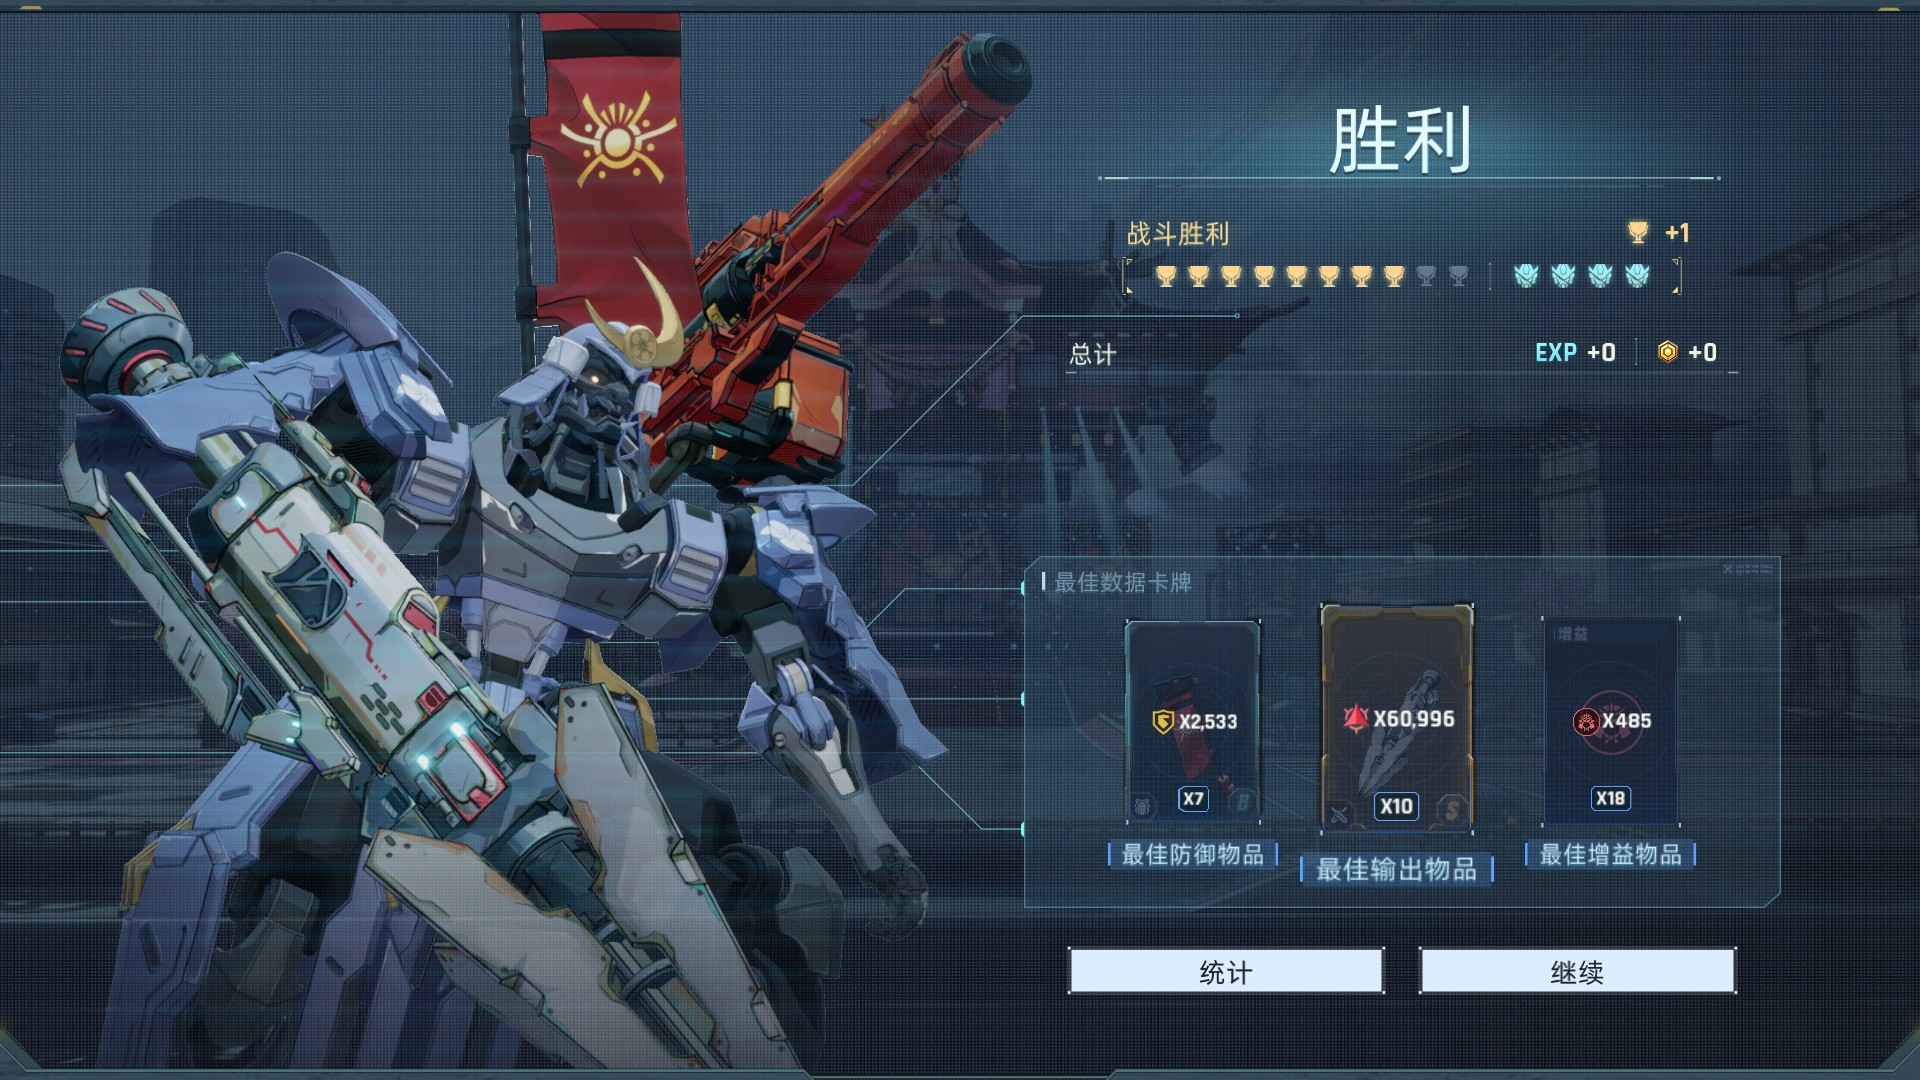 胜利
战斗胜利
+1
总计
EXP +0
+0
最佳数据卡牌
增益
X2,533
X60,996
X485
X7
B
X10
S
X18
最佳防御物品
最佳输出物品
最佳增益物品
统计
继续